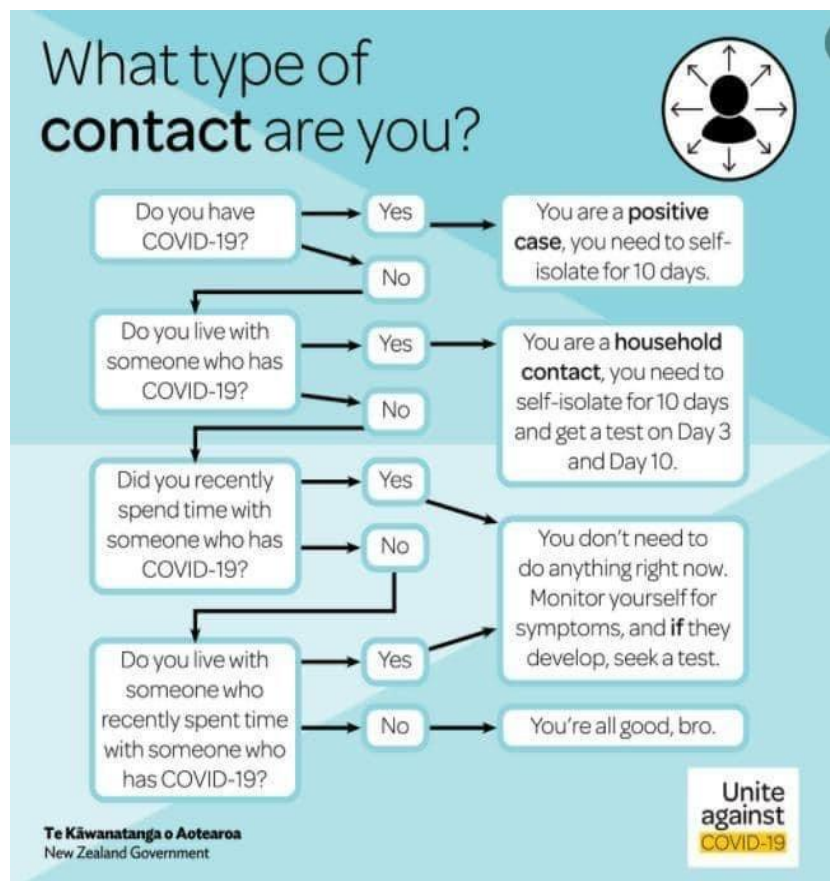 What type of
contact are you?
Do you have
COVID-19?
Yes
You are a positive
case, you need to self-
isolate for 10 days.
No
Do you live with
someone who has
COVID-19?
Yes
You are a household
contact, you need to
self-isolate for 10 days
and get a test on Day 3
and Day 10.
No
Did you recently
spend time with
someone who has
COVID-19?
Yes
No
You don't need to
do anything right now.
Monitor yourself for
symptoms, and if they
develop, seek a test.
Do you live with
someone who
recently spent time
with someone who
has COVID-19?
Yes
No
You're all good, bro.
Te Kāwanatanga o Aotearoa
New Zealand Government
Unite
against
COVID-19